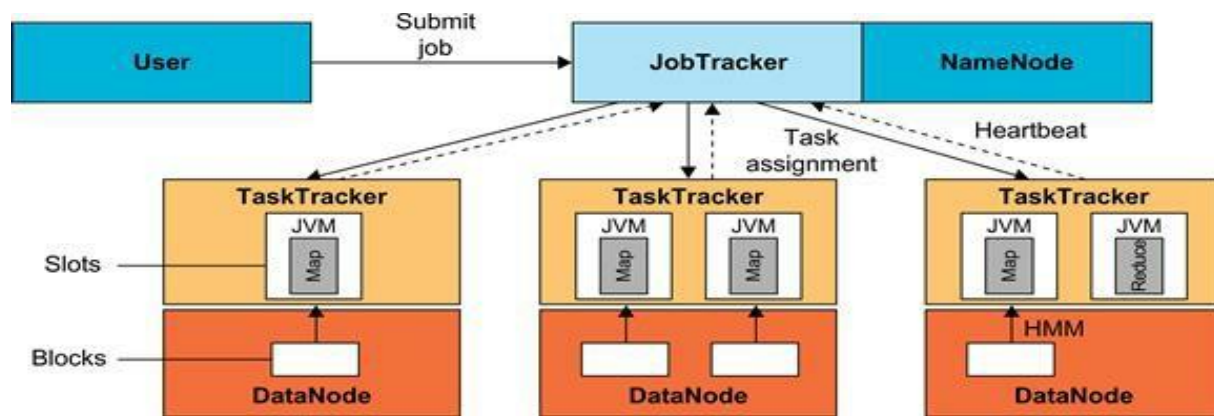 Submit
job
User
JobTracker
NameNode
Task
assignment
Heartbeat
TaskTracker
TaskTracker
TaskTracker
JVM
JVM
JVM
JVM
JVM
Slots
Map
Map
Map
Map
Reduce
HMM
Blocks
DataNode
DataNode
DataNode